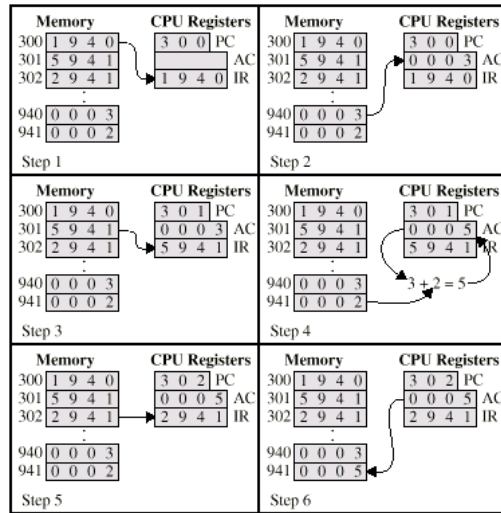 Memory CPU Registers
300 1 9 4 0 3 0 0 PC
301 5 9 4 1 AC
302 2 9 4 1 1 9 4 0 IR
:
940 0 0 0 3
941 0 0 0 2
Step 1
Memory CPU Registers
300 1 9 4 0 3 0 0 PC
301 5 9 4 1 0 0 0 3 AC
302 2 9 4 1 1 9 4 0 IR
:
940 0 0 0 3
941 0 0 0 2
Step 2
Memory CPU Registers
300 1 9 4 0 3 0 1 PC
301 5 9 4 1 0 0 0 3 AC
302 2 9 4 1 5 9 4 1 IR
:
940 0 0 0 3
941 0 0 0 2
Step 3
Memory CPU Registers
300 1 9 4 0 3 0 1 PC
301 5 9 4 1 0 0 0 5 AC
302 2 9 4 1 5 9 4 1 IR
:
940 0 0 0 3 3 + 2 = 5
941 0 0 0 2
Step 4
Memory CPU Registers
300 1 9 4 0 3 0 2 PC
301 5 9 4 1 0 0 0 5 AC
302 2 9 4 1 2 9 4 1 IR
:
940 0 0 0 3
941 0 0 0 2
Step 5
Memory CPU Registers
300 1 9 4 0 3 0 2 PC
301 5 9 4 1 0 0 0 5 AC
302 2 9 4 1 2 9 4 1 IR
:
940 0 0 0 3
941 0 0 0 5
Step 6